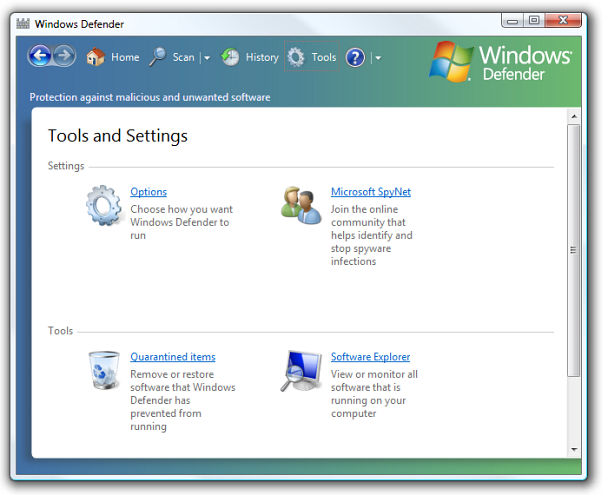 Windows Defender
Home Scan History Tools ?
Windows
Defender
Protection against malicious and unwanted software
Tools and Settings
Settings
Options
Choose how you want
Windows Defender to
run
Microsoft SpyNet
Join the online
community that
helps identify and
stop spyware
infections
Tools
Quarantined items
Remove or restore
software that Windows
Defender has
prevented from
running
Software Explorer
View or monitor all
software that is
running on your
computer